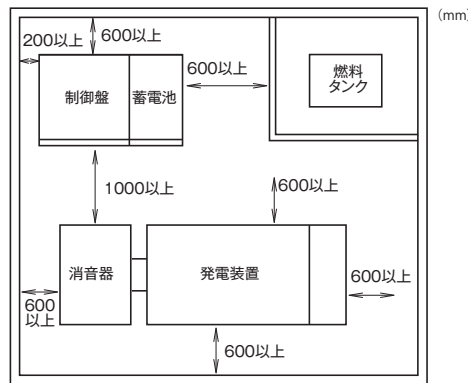 (mm)
200以上
600以上
600以上
燃料
タンク
制御盤
蓄電池
1000以上
600以上
消音器
発電装置
600以上
600
以上
600以上